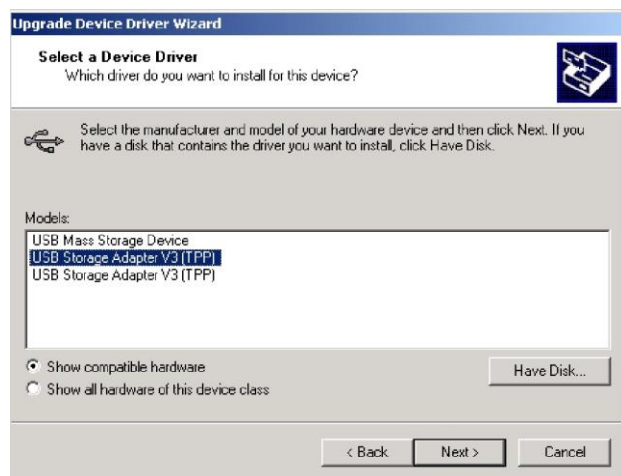 Upgrade Device Driver Wizard
Select a Device Driver
Which driver do you want to install for this device?
Select the manufacturer and model of your hardware device and then click Next. If you
have a disk that contains the driver you want to install, click Have Disk.
Models:
USB Mass Storage Device
USB Storage Adapter V3 (TPP)
USB Storage Adapter V3 (TPP)
Show compatible hardware
Have Disk...
Show all hardware of this device class
< Back Next > Cancel